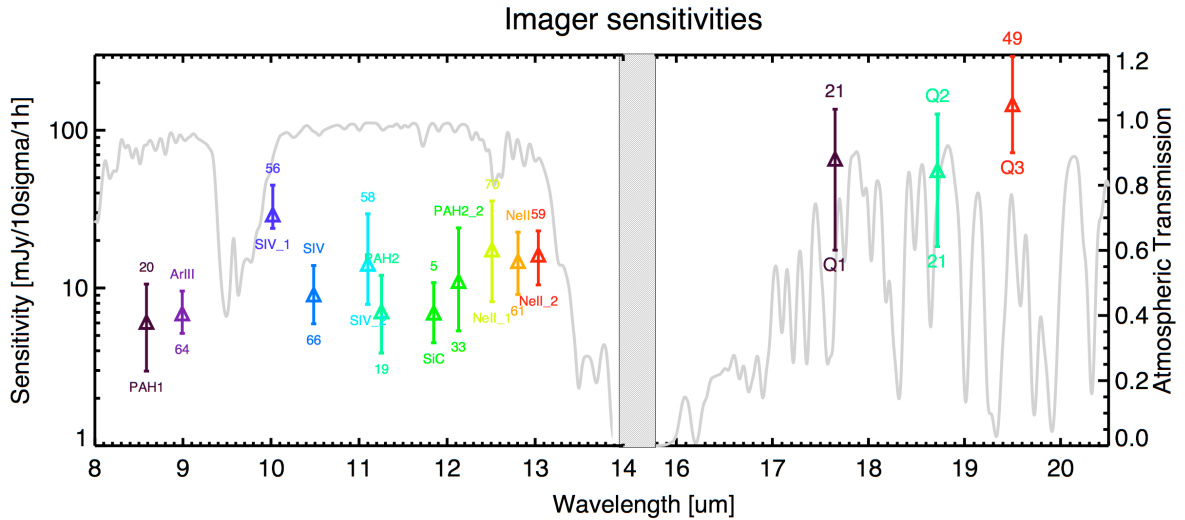 Imager sensitivities
Sensitivity [mJy/10sigma/1h]
100
10
1
1.2
1.0
0.8
0.6
0.4
0.2
0.0
Atmospheric Transmission
20
PAH1
ArIII
64
56
SIV_1
SIV
66
58
SIV_2
PAH2
19
5
SiC
PAH2_2
33
70
NeII_1
NeII
61
59
NeII_2
21
Q1
Q2
21
49
Q3
8 9 10 11 12 13 14 16 17 18 19 20
Wavelength [um]